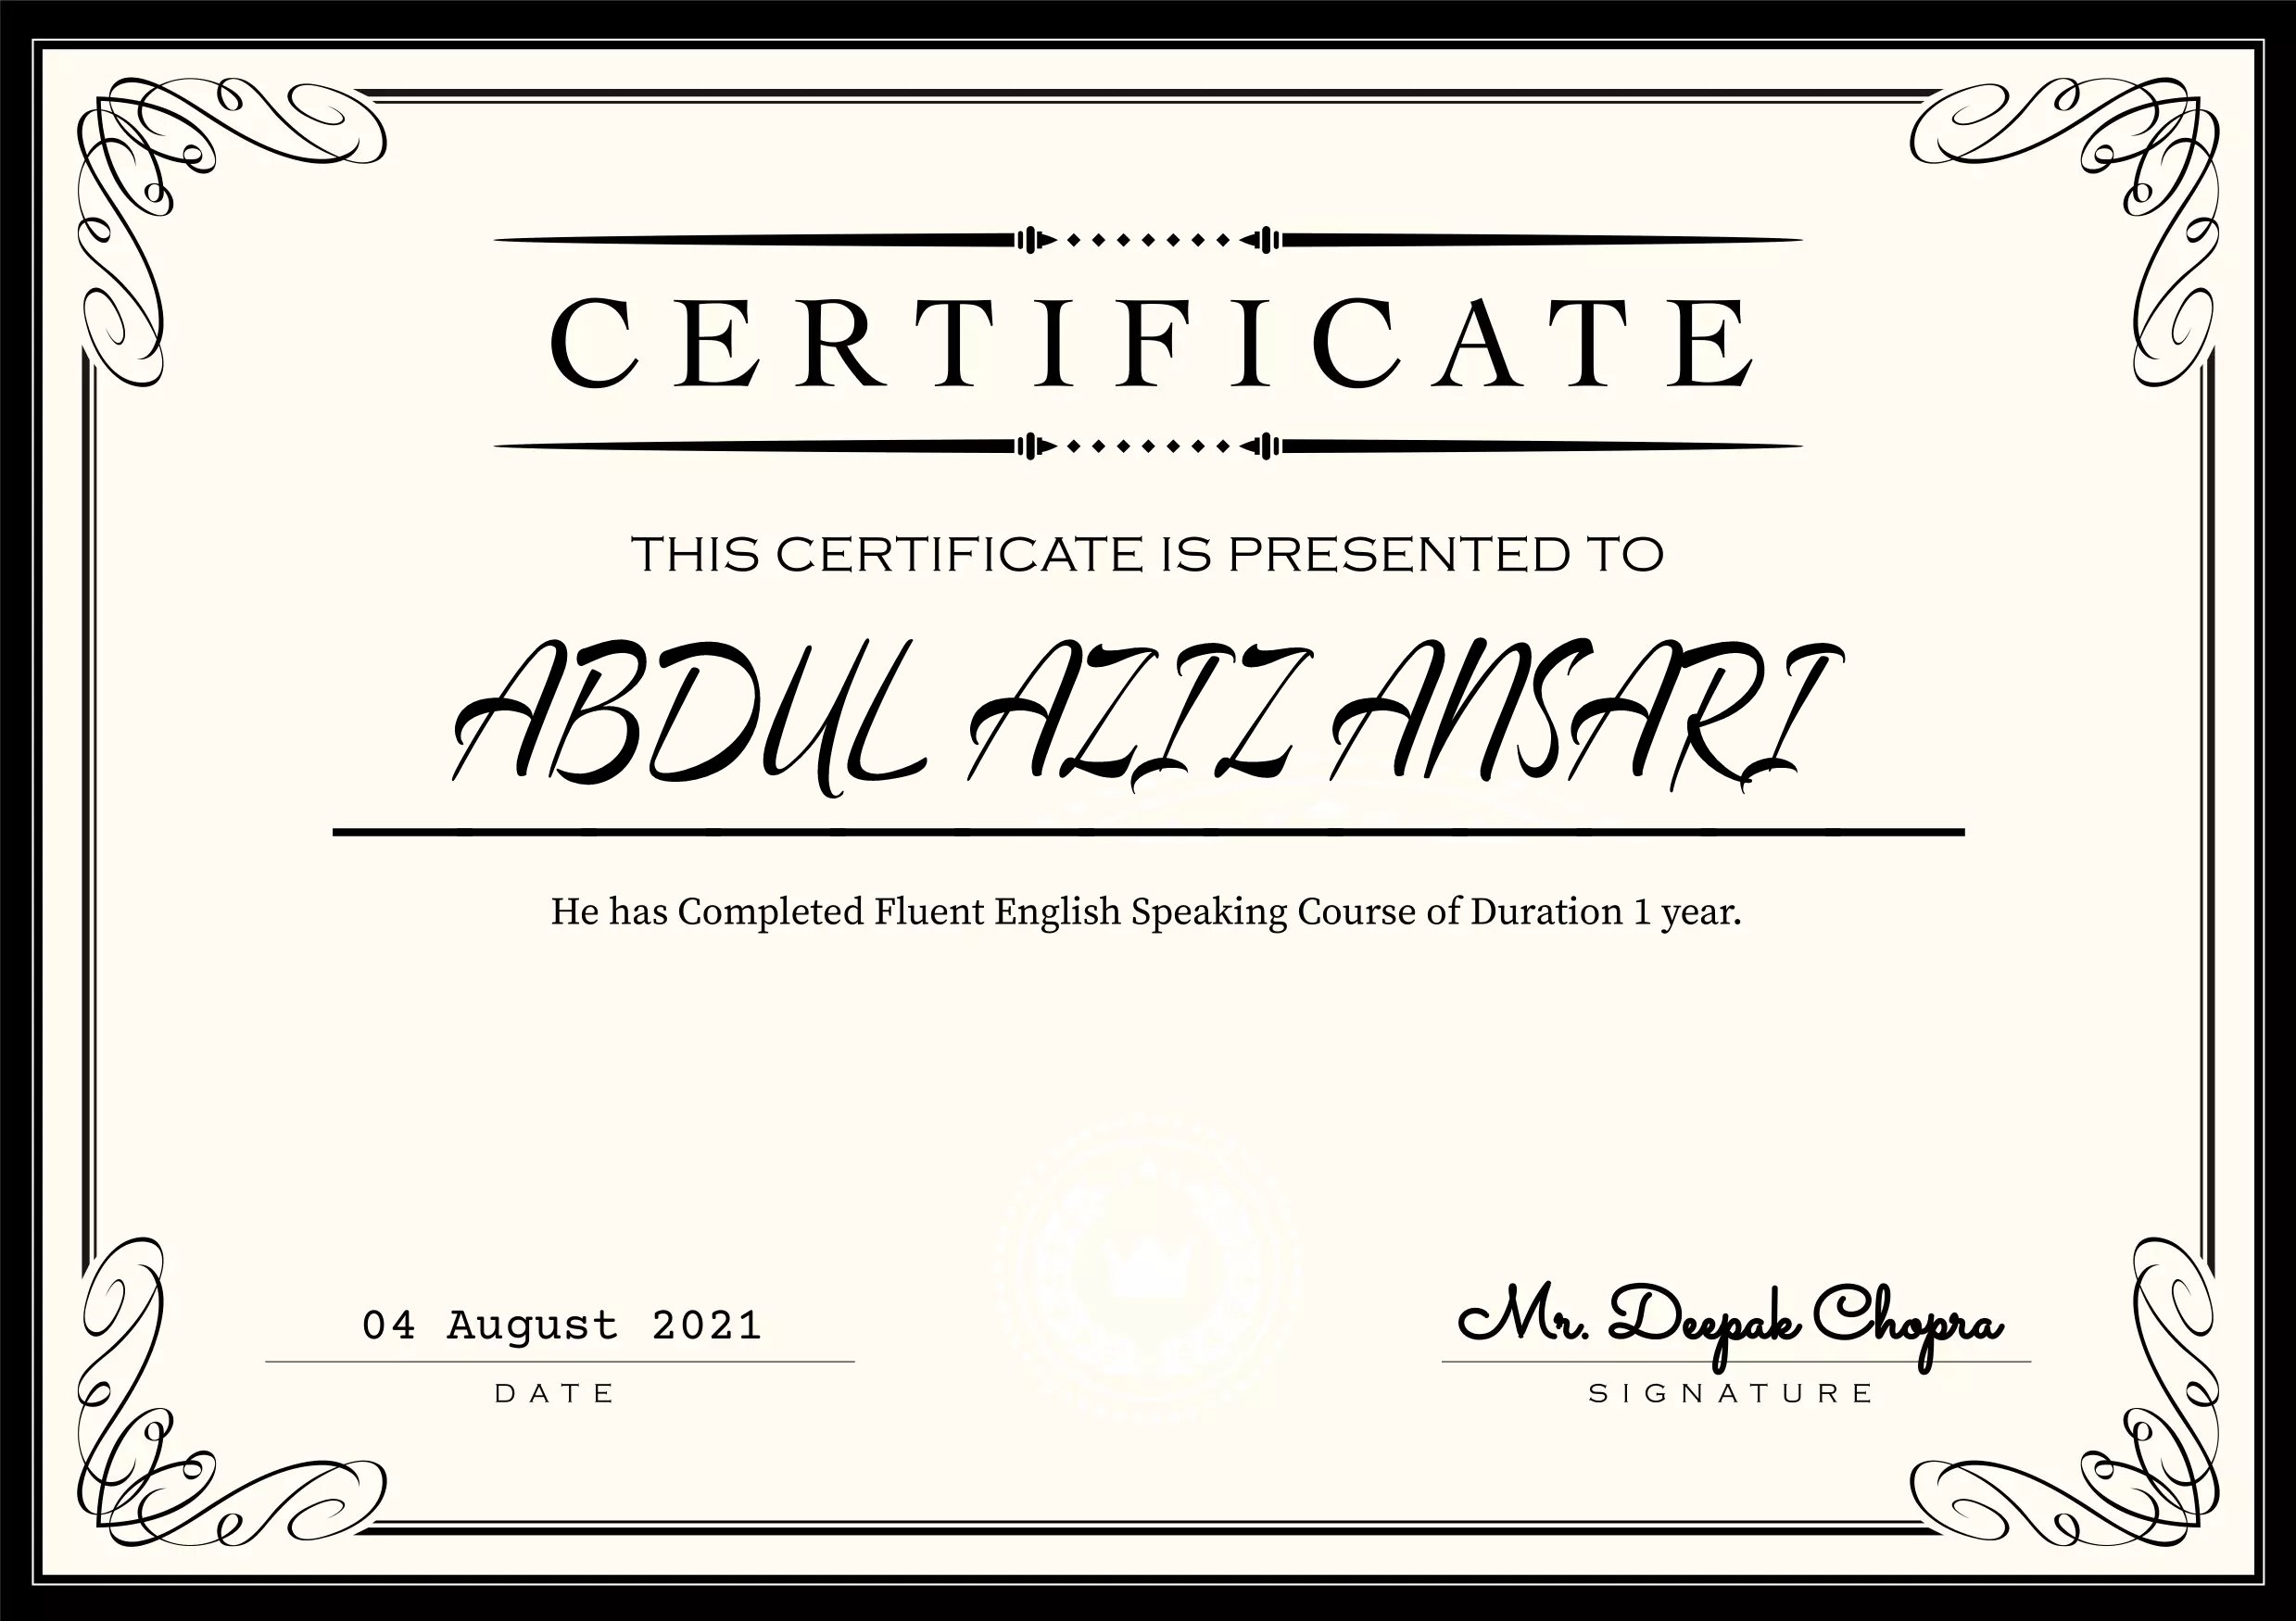 CERTIFICATE
THIS CERTIFICATE IS PRESENTED TO
ABDUL AZIZ ANSARI
He has Completed Fluent English Speaking Course of Duration 1 year.
04 August 2021
DATE
Mr. Deepak Chopra
SIGNATURE